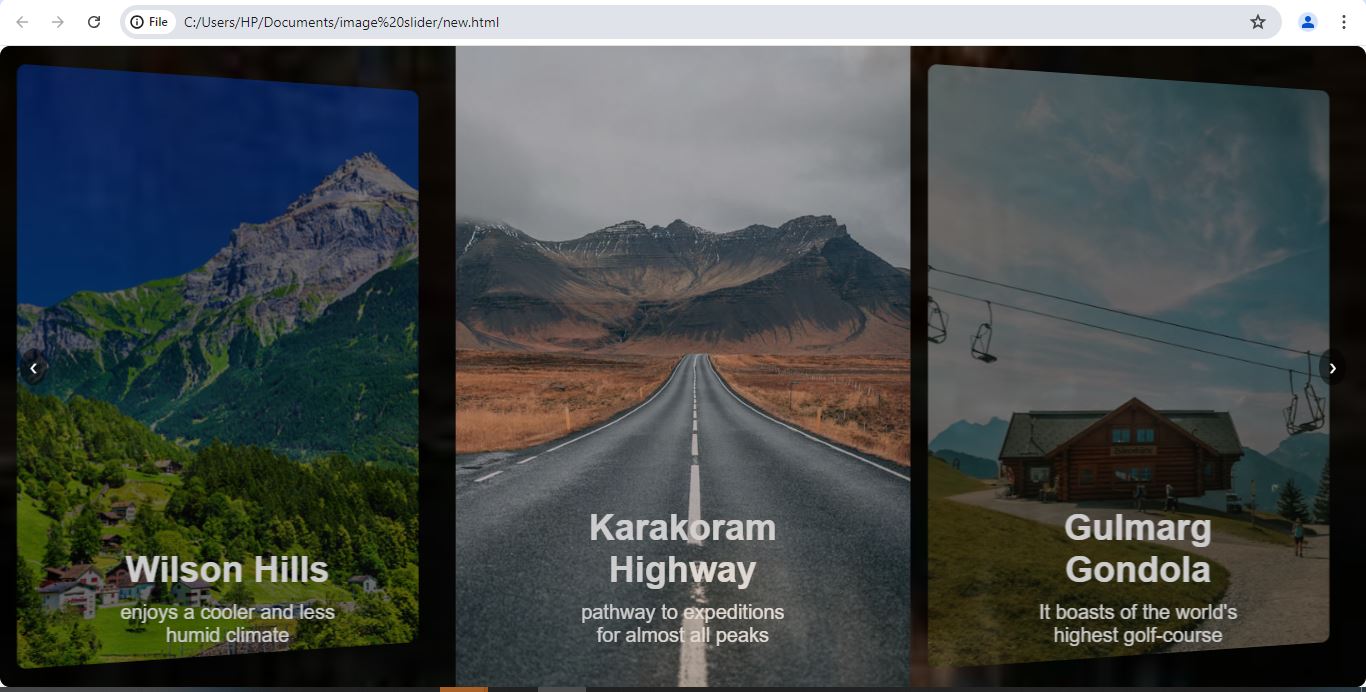 File
C:/Users/HP/Documents/image%20slider/new.html
Wilson Hills
enjoys a cooler and less
humid climate
Karakoram
Highway
pathway to expeditions
for almost all peaks
Gulmarg
Gondola
It boasts of the world's
highest golf-course